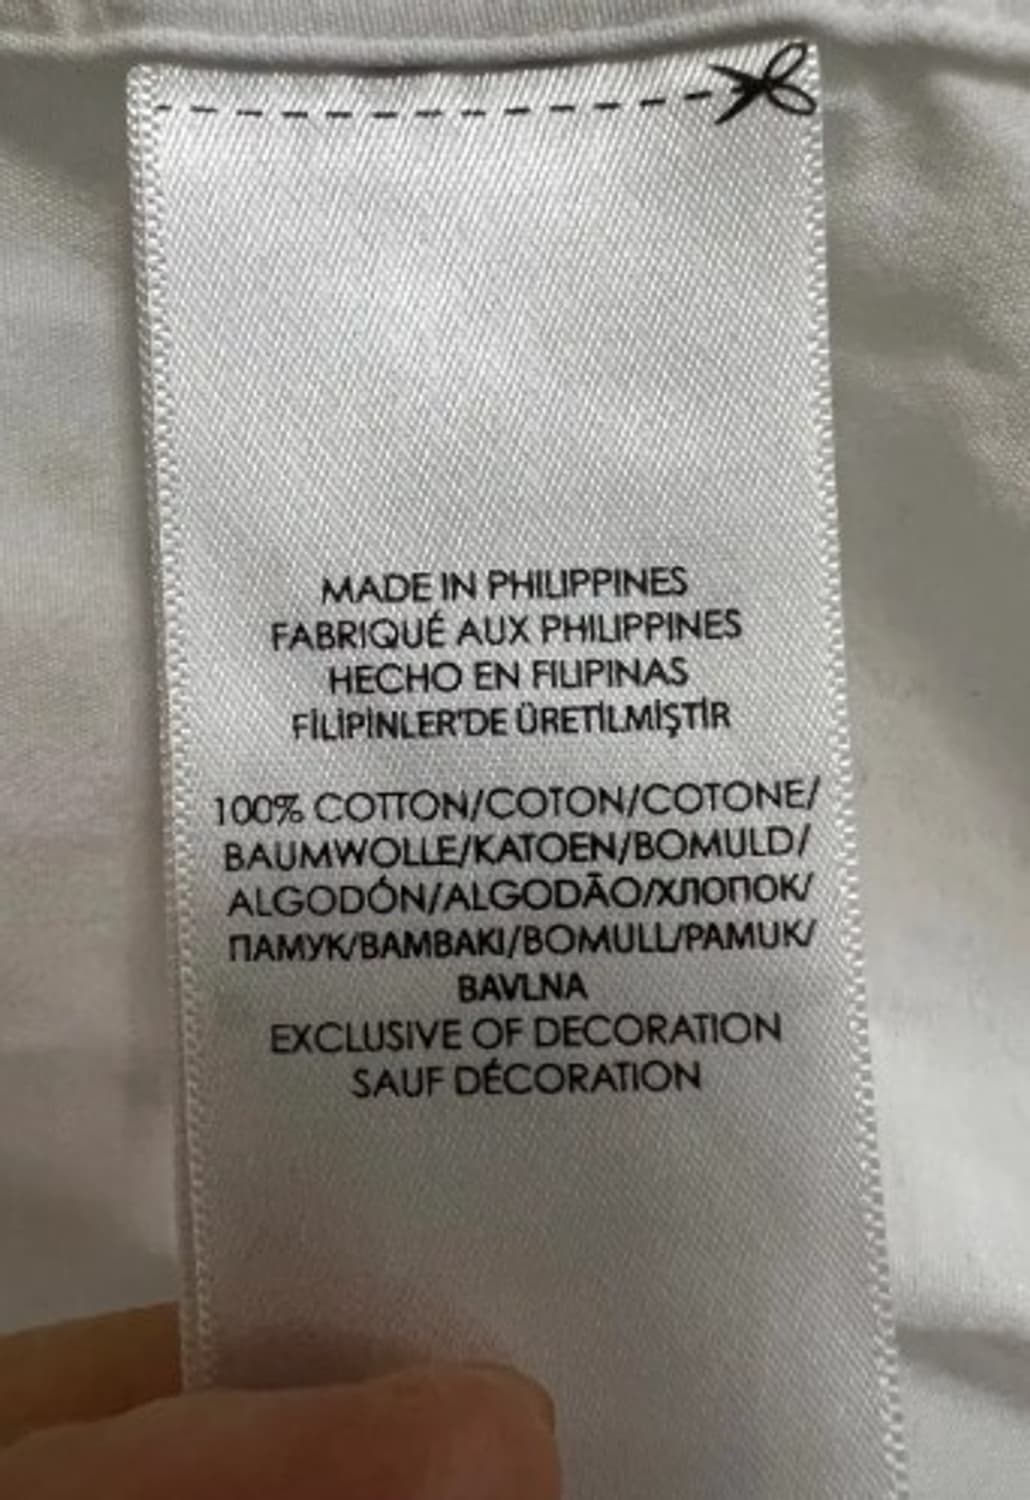 MADE IN PHILIPPINES
FABRIQUÉ AUX PHILIPPINES
HECHO EN FILIPINAS
FİLİPİNLER'DE ÜRETİLMİŞTİR
100% COTTON/COTON/COTONE/
BAUMWOLLE/KATOEN/BOMULD/
ALGODÓN/ALGODÃO/ХЛОПОК/
ПАМУК/BAMBAKI/BOMULL/PAMUK/
BAVLNA
EXCLUSIVE OF DECORATION
SAUF DÉCORATION